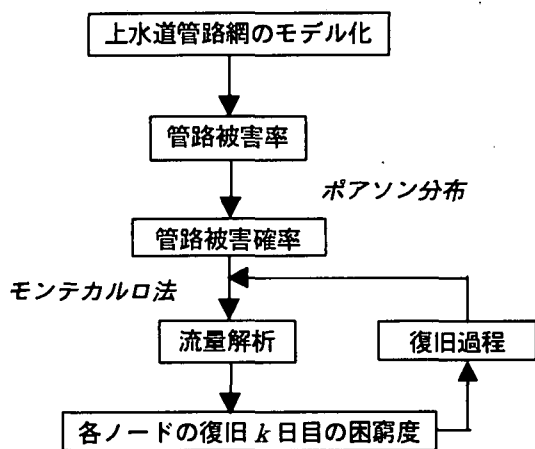 上水道管路網のモデル化
管路被害率
ポアソン分布
管路被害確率
モンテカルロ法
流量解析
復旧過程
各ノードの復旧k日目の困窮度